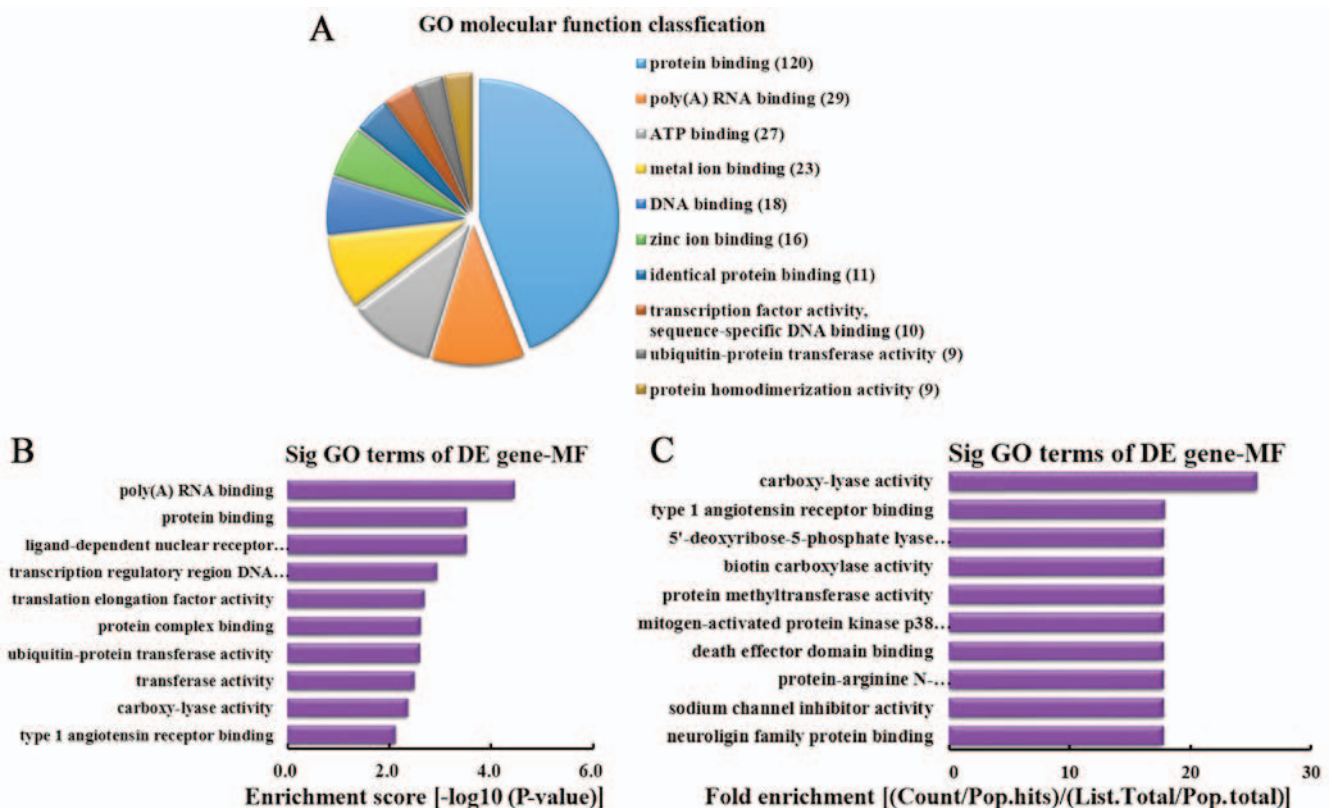 A
GO molecular function classfication
protein binding (120)
poly(A) RNA binding (29)
ATP binding (27)
metal ion binding (23)
DNA binding (18)
zinc ion binding (16)
identical protein binding (11)
transcription factor activity,
sequence-specific DNA binding (10)
ubiquitin-protein transferase activity (9)
protein homodimerization activity (9)
B
Sig GO terms of DE gene-MF
poly(A) RNA binding
protein binding
ligand-dependent nuclear receptor...
transcription regulatory region DNA...
translation elongation factor activity
protein complex binding
ubiquitin-protein transferase activity
transferase activity
carboxy-lyase activity
type 1 angiotensin receptor binding
0.0 2.0 4.0 6.0
Enrichment score [-log10 (P-value)]
C
Sig GO terms of DE gene-MF
carboxy-lyase activity
type 1 angiotensin receptor binding
5'-deoxyribose-5-phosphate lyase...
biotin carboxylase activity
protein methyltransferase activity
mitogen-activated protein kinase p38...
death effector domain binding
protein-arginine N-...
sodium channel inhibitor activity
neuroligin family protein binding
0 10 20 30
Fold enrichment [(Count/Pop.hits)/(List.Total/Pop.total)]